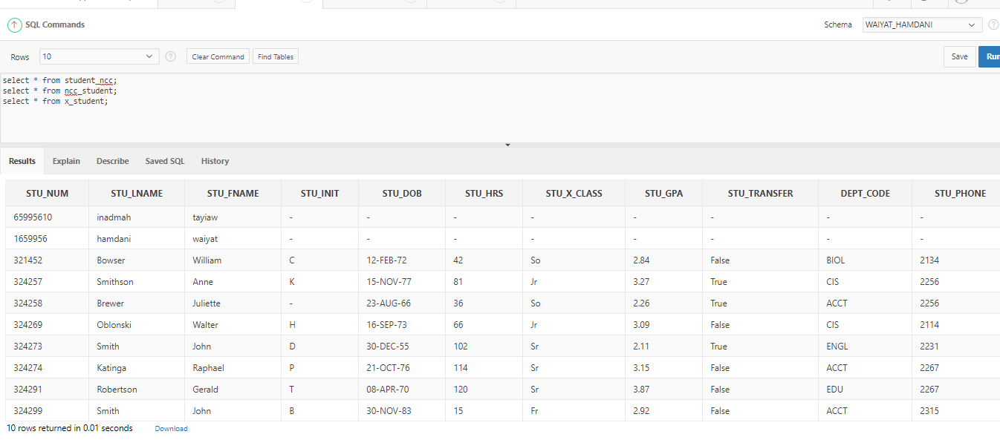 SQL Commands Schema WAIYAT_HAMDANI ?
Rows 10 ? Clear Command Find Tables Save Run
select * from student_ncc;
select * from ncc_student;
select * from x_student;
Results Explain Describe Saved SQL History
STU_NUM STU_LNAME STU_FNAME STU_INIT STU_DOB STU_HRS STU_X_CLASS STU_GPA STU_TRANSFER DEPT_CODE STU_PHONE
65995610 inadmah tayiaw - - - - - - - -
1659956 hamdani waiyat - - - - - - - -
321452 Bowser William C 12-FEB-72 42 So 2.84 False BIOL 2134
324257 Smithson Anne K 15-NOV-77 81 Jr 3.27 True CIS 2256
324258 Brewer Juliette - 23-AUG-66 36 So 2.26 True ACCT 2256
324269 Oblonski Walter H 16-SEP-73 66 Jr 3.09 False CIS 2114
324273 Smith John D 30-DEC-55 102 Sr 2.11 True ENGL 2231
324274 Katinga Raphael P 21-OCT-76 114 Sr 3.15 False ACCT 2267
324291 Robertson Gerald T 08-APR-70 120 Sr 3.87 False EDU 2267
324299 Smith John B 30-NOV-83 15 Fr 2.92 False ACCT 2315
10 rows returned in 0.01 seconds Download